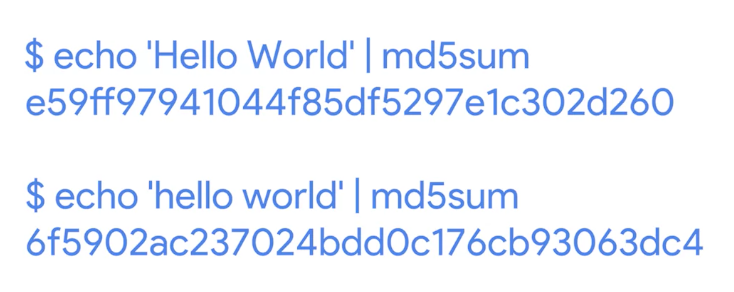 $ echo 'Hello World' | md5sum
e59ff97941044f85df5297e1c302d260
$ echo 'hello world' | md5sum
6f5902ac237024bdd0c176cb93063dc4